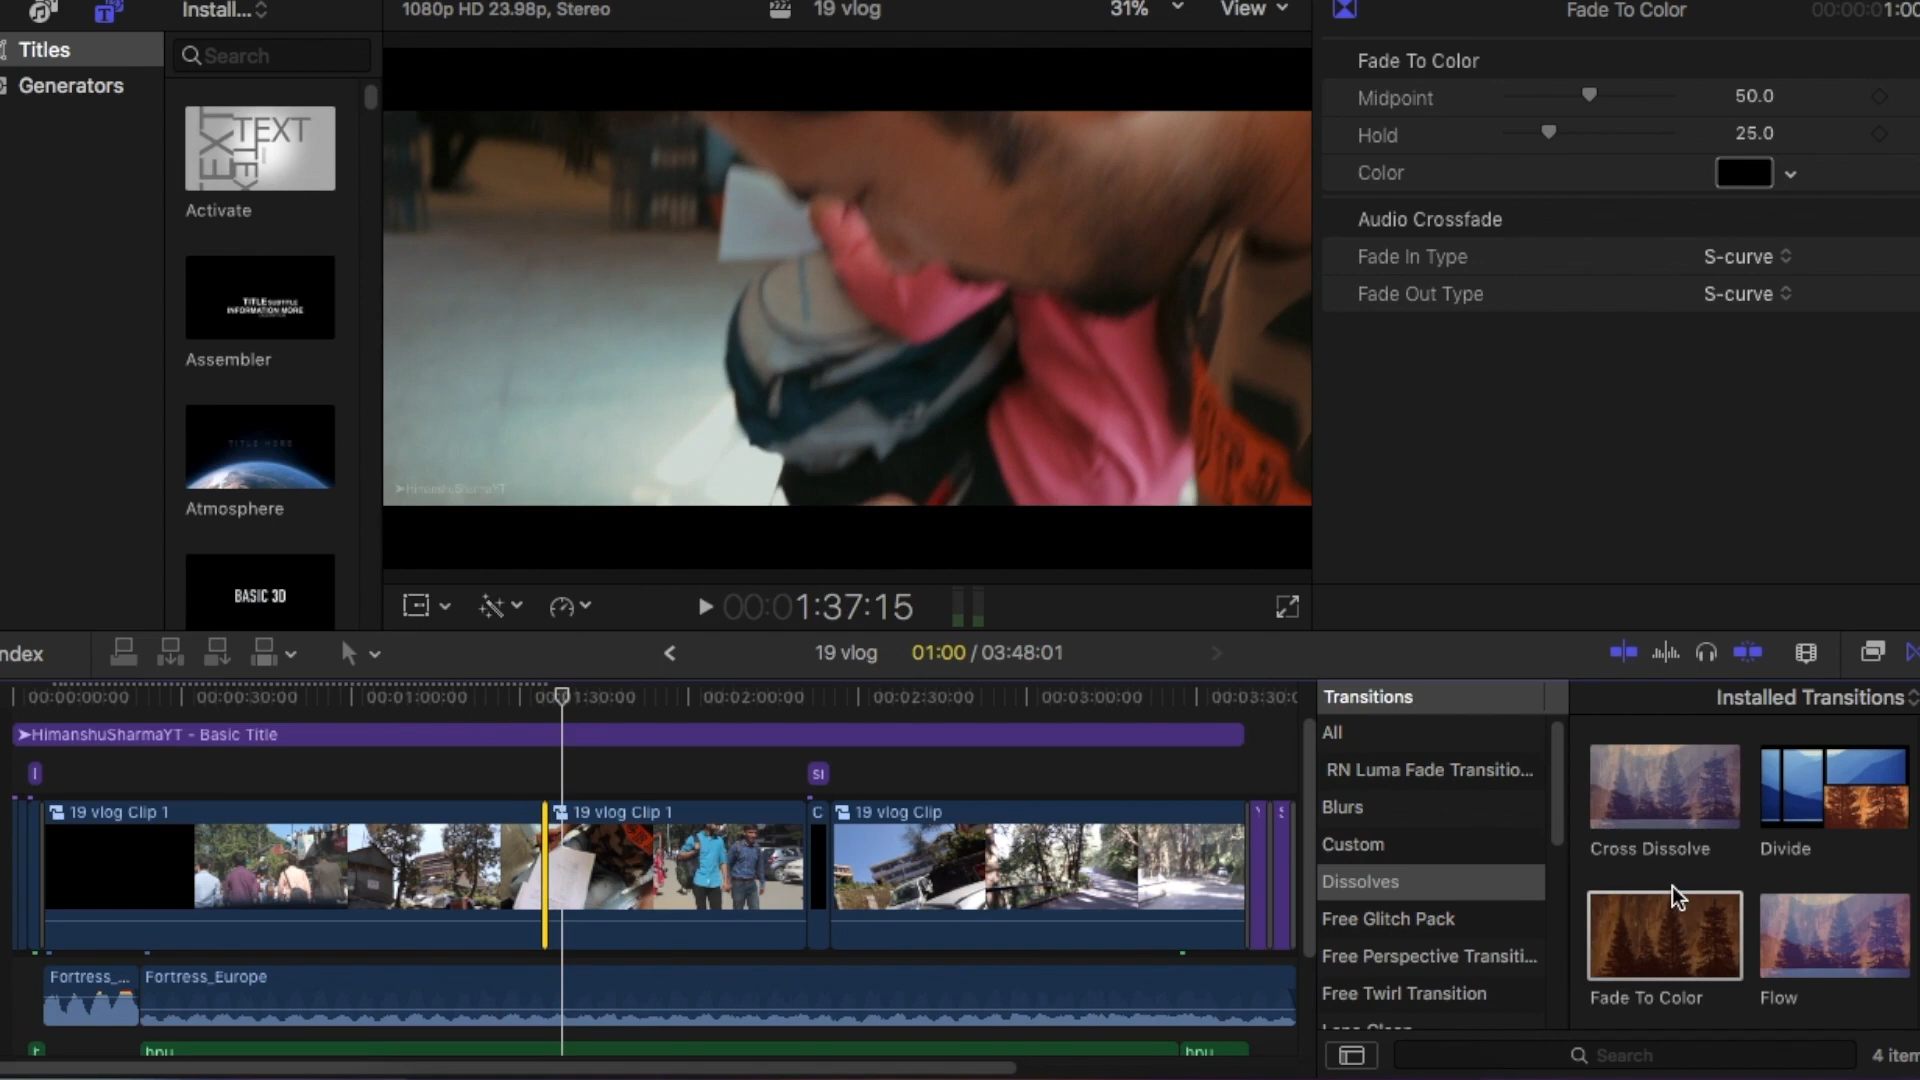 Install...
1080p HD 23.98p, Stereo
19 vlog
31%
View
Fade To Color
00:00:01:00
Titles
Generators
Search
TEXT
Activate
TITLE SUBTITLE
INFORMATION MORE
Assembler
TITLE HERE
Atmosphere
BASIC 3D
➤HimanshuSharmaYT
Fade To Color
Midpoint
50.0
Hold
25.0
Color
Audio Crossfade
Fade In Type
S-curve
Fade Out Type
S-curve
00:01:37:15
ndex
19 vlog
01:00 / 03:48:01
00:00:00:00
00:00:30:00
00:01:00:00
00:01:30:00
00:02:00:00
00:02:30:00
00:03:00:00
00:03:30:0
➤HimanshuSharmaYT - Basic Title
SI
19 vlog Clip 1
19 vlog Clip 1
C
19 vlog Clip
Fortress_...
Fortress_Europe
Transitions
All
RN Luma Fade Transitio...
Blurs
Custom
Dissolves
Free Glitch Pack
Free Perspective Transiti...
Free Twirl Transition
Installed Transitions
Cross Dissolve
Divide
Fade To Color
Flow
Search
4 item